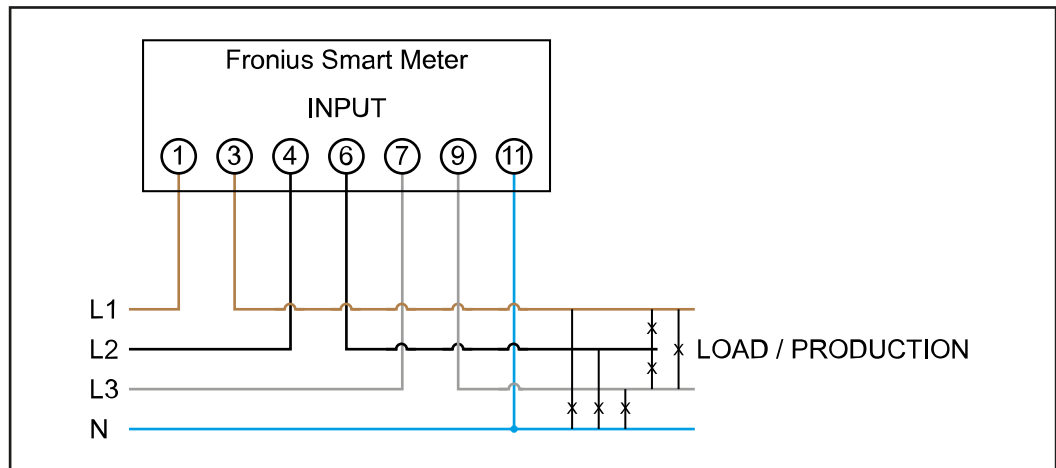 Fronius Smart Meter
INPUT
1 3 4 6 7 9 11
L1
L2 LOAD / PRODUCTION
L3
N